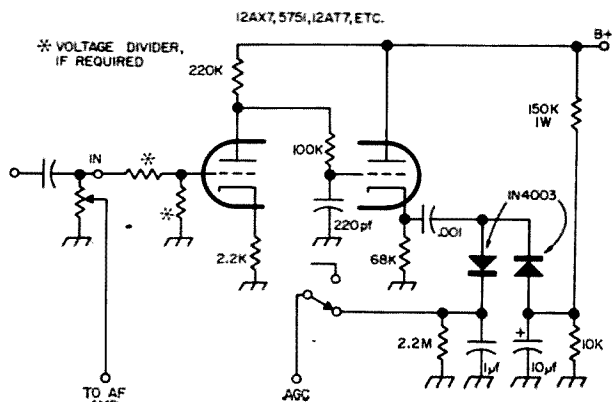 12AX7, 5751, 12AT7, ETC.
* VOLTAGE DIVIDER,
IF REQUIRED
B+
220K
150K
1W
100K
IN
*
*
1N4003
220pf
.001
2.2K
68K
2.2M
1µf
+
10µf
10K
TO AF
AGC